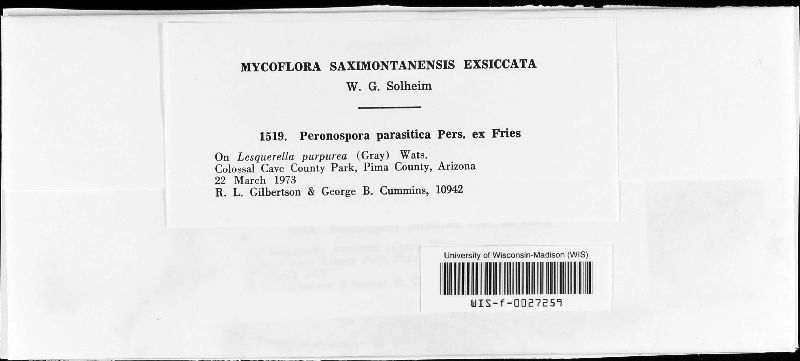 MYCOFLORA SAXIMONTANENSIS EXSICCATA
W. G. Solheim
1519. Peronospora parasitica Pers. ex Fries
On Lesquerella purpurea (Gray) Wats.
Colossal Cave County Park, Pima County, Arizona
22 March 1973
R. L. Gilbertson & George B. Cummins, 10942
University of Wisconsin-Madison (WIS)
WIS-f-0027259